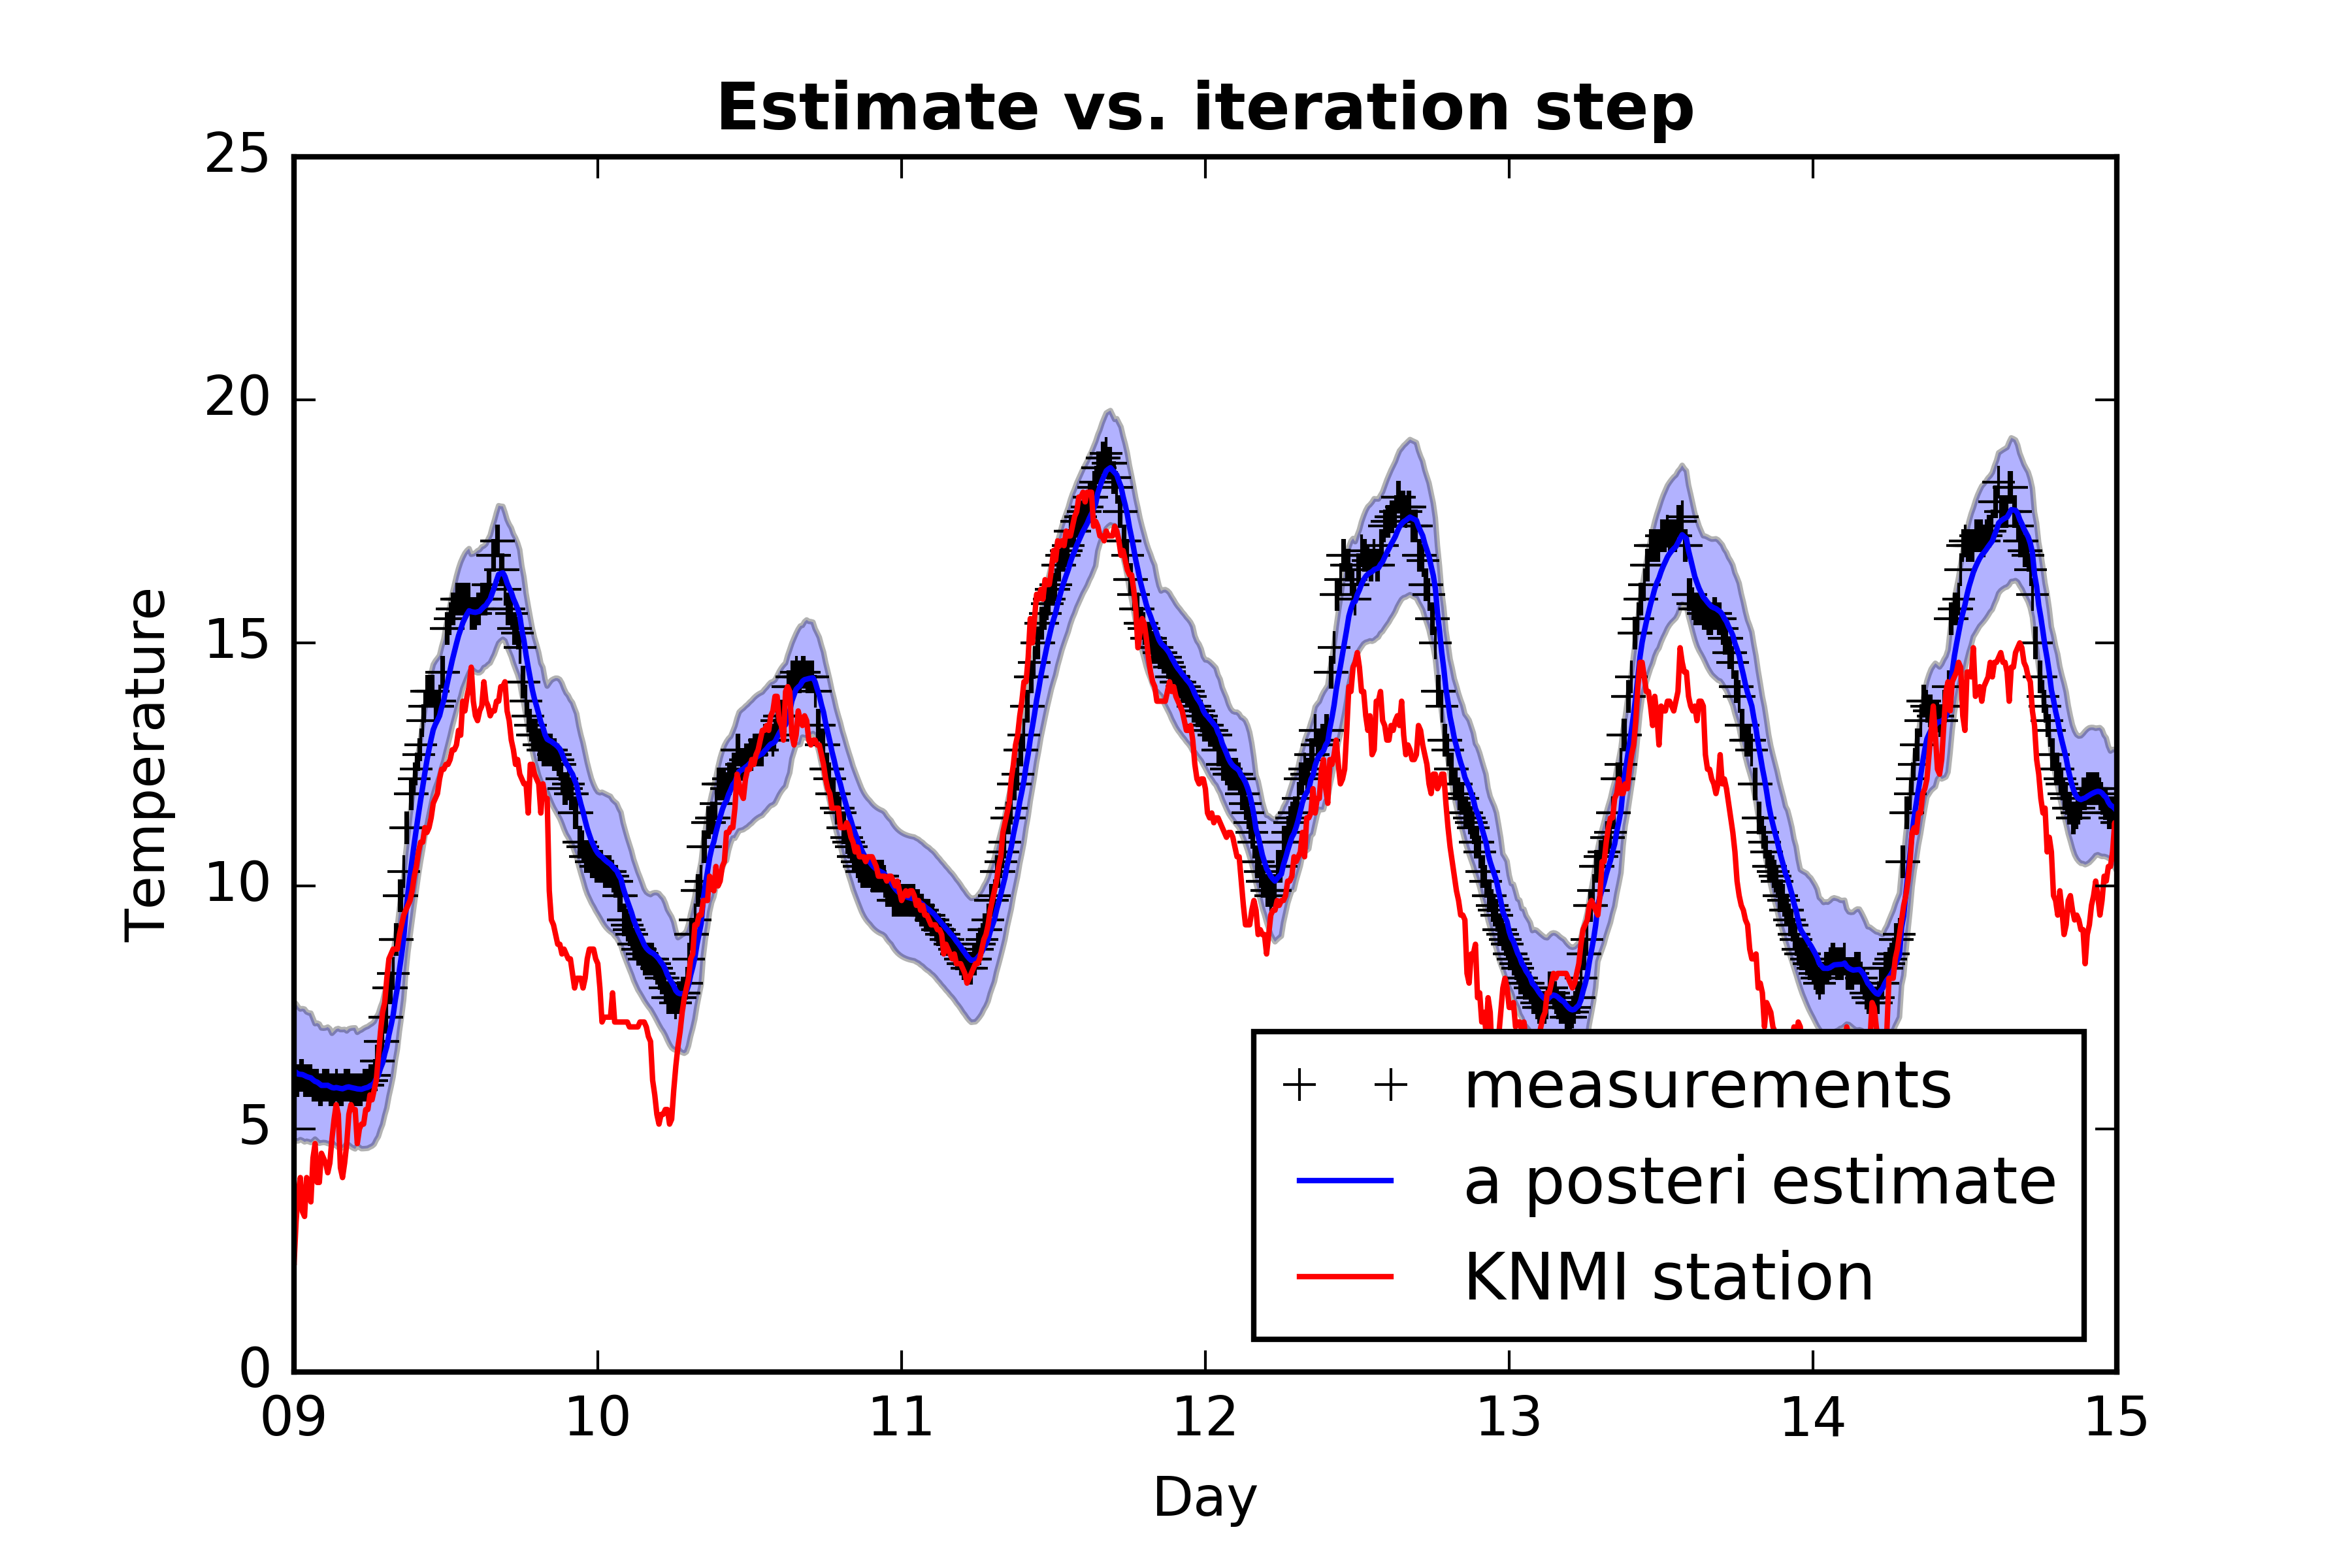 Estimate vs. iteration step
25
20
15
10
5
0
Temperature
measurements
a posteri estimate
KNMI station
09 10 11 12 13 14 15
Day